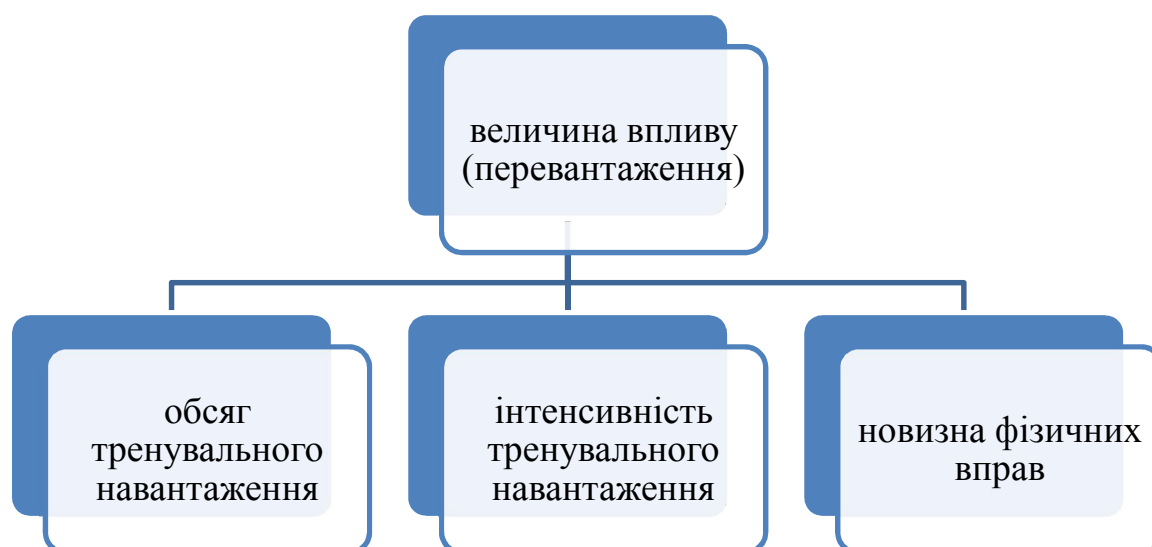 величина впливу
(перевантаження)
обсяг
тренувального
навантаження
інтенсивність
тренувального
навантаження
новизна фізичних
вправ